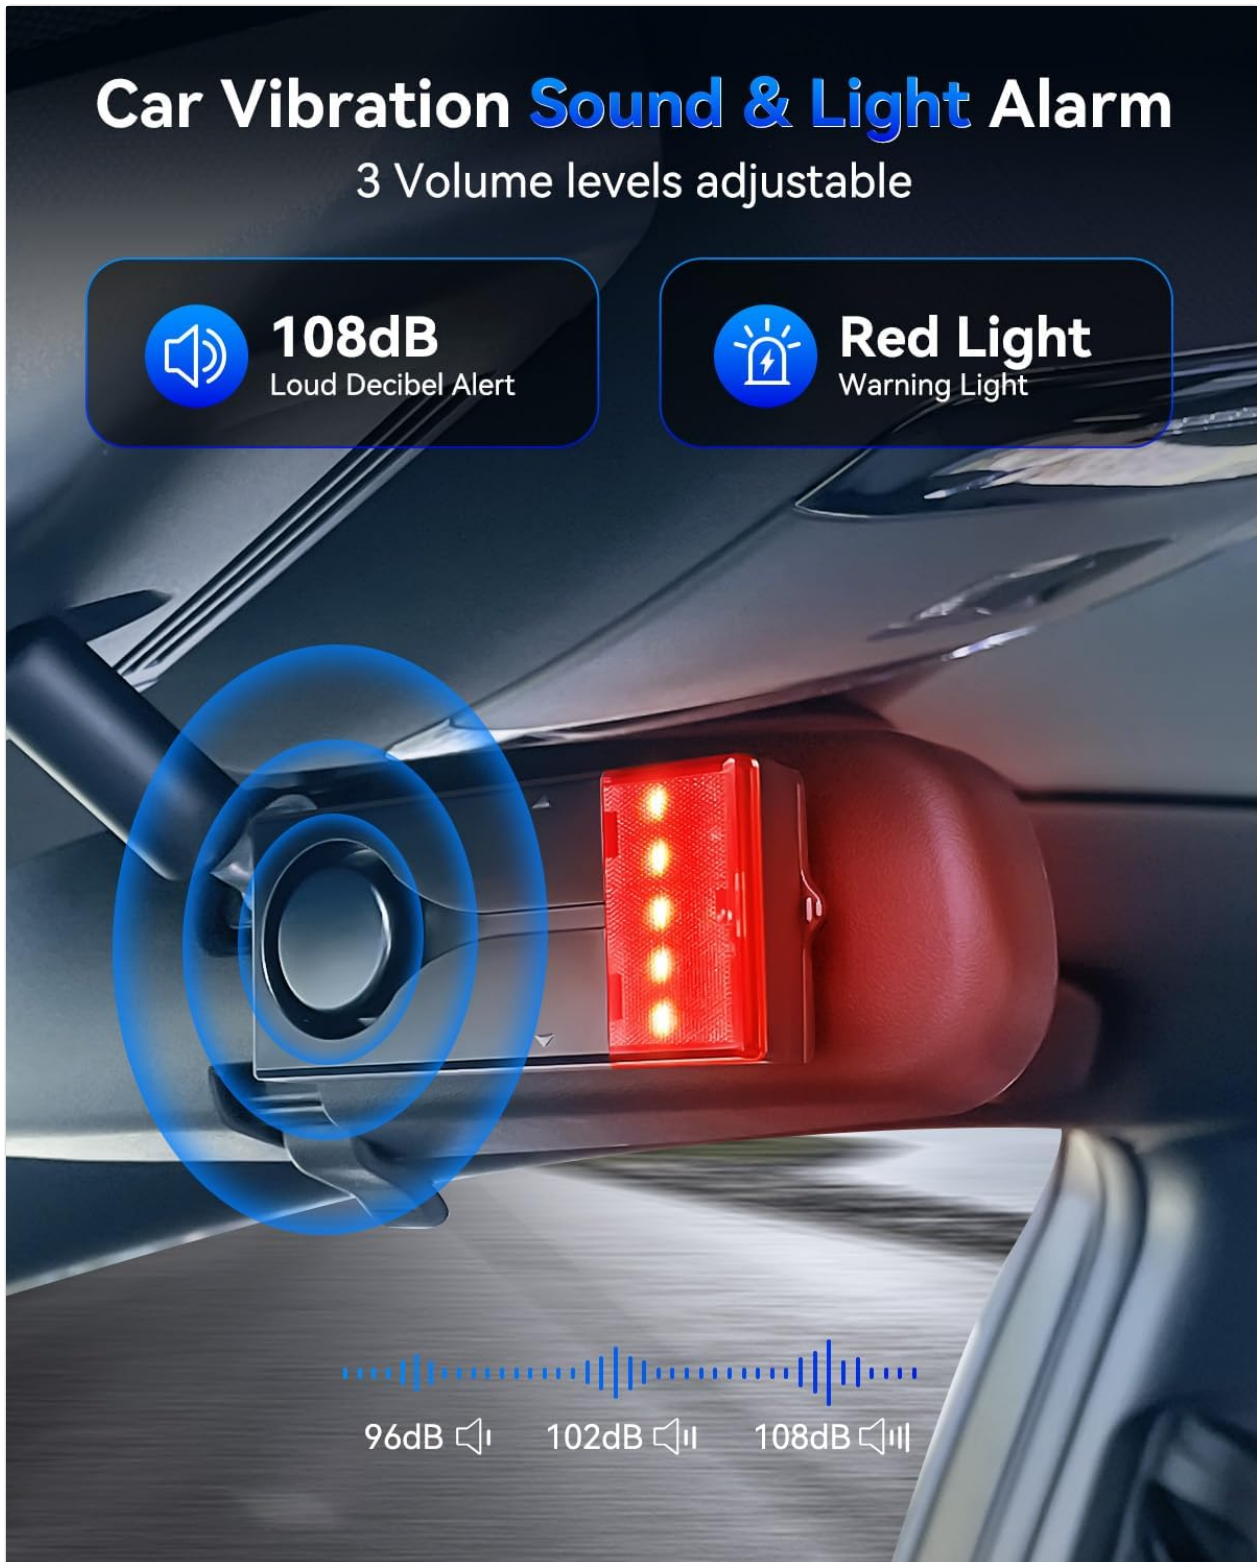 Car Vibration Sound & Light Alarm
3 Volume levels adjustable
108dB
Loud Decibel Alert
Red Light
Warning Light
96dB
102dB
108dB